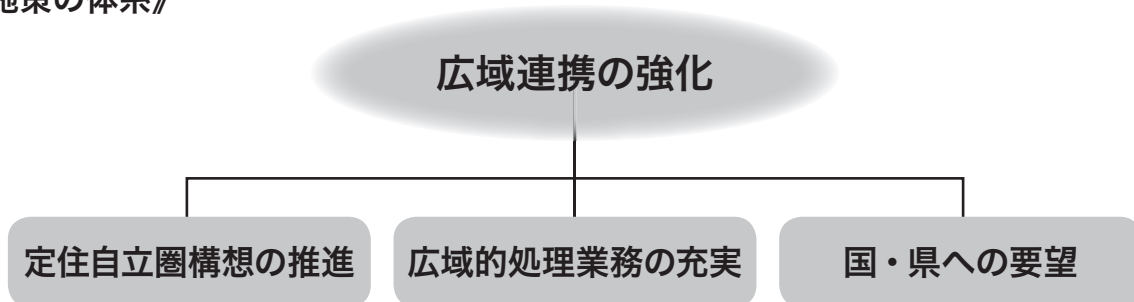 施策の体系》
広域連携の強化
定住自立圏構想の推進
広域的処理業務の充実
国・県への要望